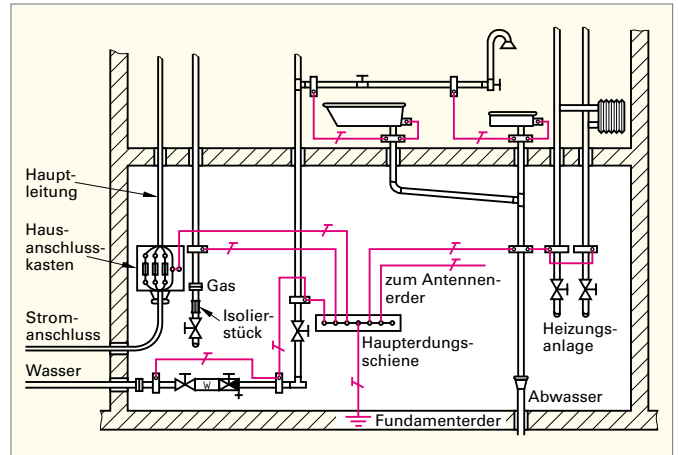 Haupt-
leitung
Haus-
anschluss-
kasten
Strom-
anschluss
Wasser
Gas
Isolier-
stück
W
zum Antennen-
erder
Haupterdungs-
schiene
Fundamenterder
Heizungs-
anlage
Abwasser